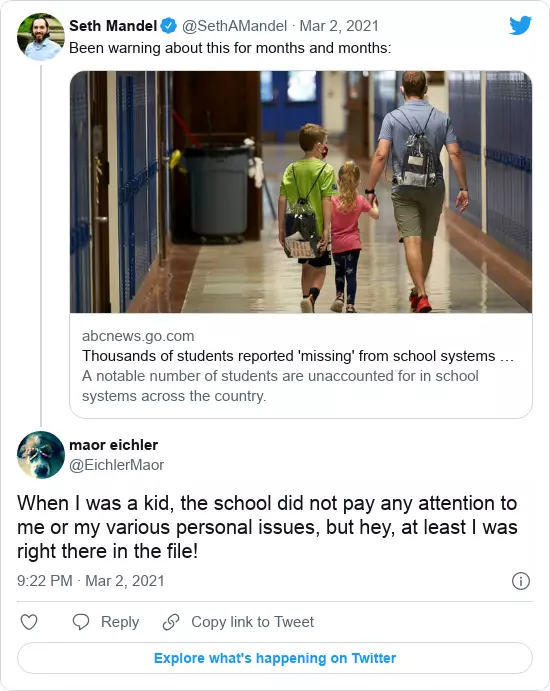 Seth Mandel @SethAMandel · Mar 2, 2021
Been warning about this for months and months:
abcnews.go.com
Thousands of students reported 'missing' from school systems …
A notable number of students are unaccounted for in school
systems across the country.
maor eichler
@EichlerMaor
When I was a kid, the school did not pay any attention to
me or my various personal issues, but hey, at least I was
right there in the file!
9:22 PM · Mar 2, 2021
Reply Copy link to Tweet
Explore what's happening on Twitter